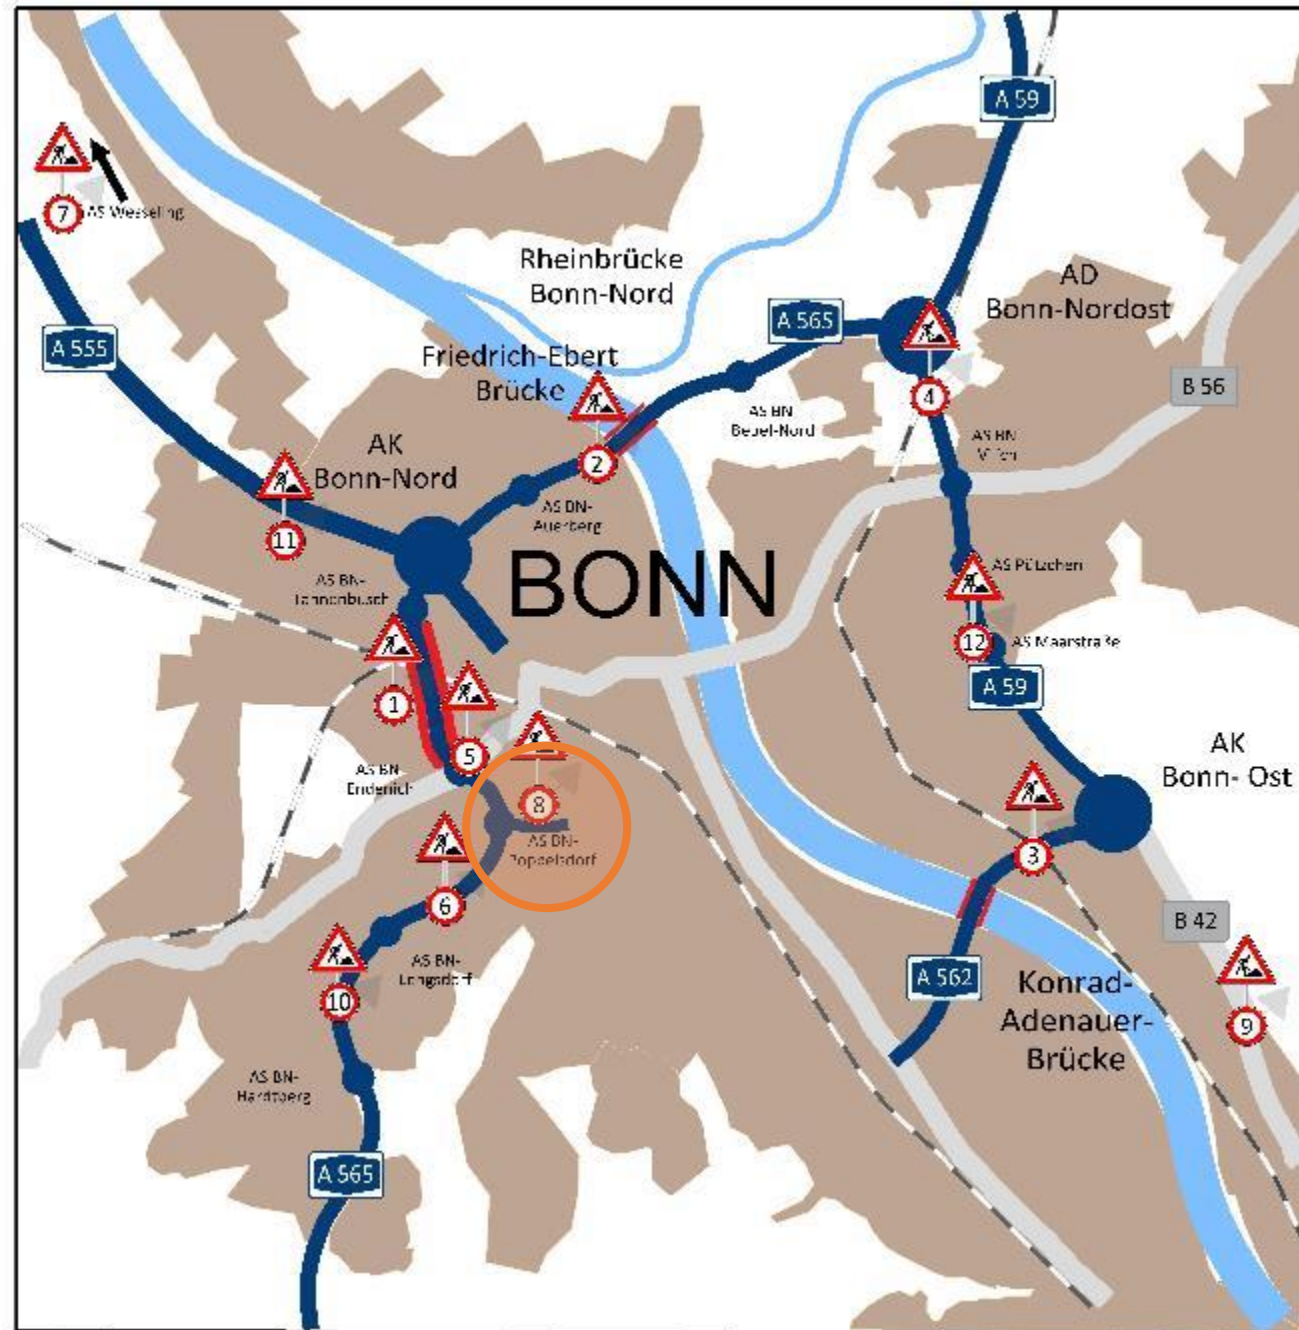 A 59
7
AS Wesseling
Rheinbrücke
Bonn-Nord
AD
Bonn-Nordost
A 565
A 555
Friedrich-Ebert
Brücke
4
B 56
AS BN
AK
Bonn-Nord
2
AS BN
11
AS BN-
Auerberg
BONN
AS Pützchen
AS BN-
12
AS Maarstraße
A 59
1
5
AK
Bonn- Ost
AS BN-
Endenich
8
AS BN-
Poppelsdorf
3
6
B 42
AS BN-
A 562
Konrad-
Adenauer-
Brücke
10
9
AS BN-
Hardtberg
A 565